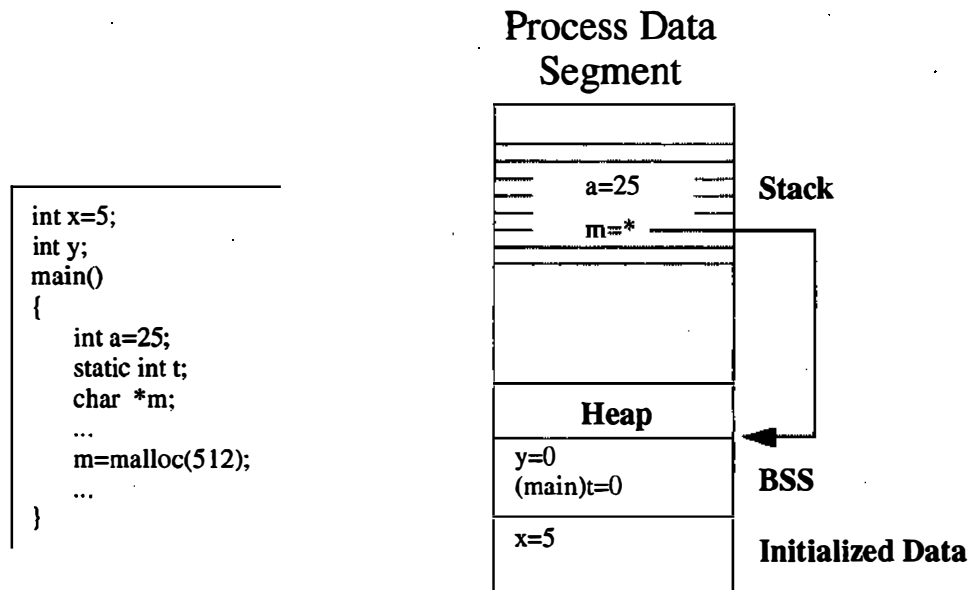 Process Data
Segment
int x=5;
int y;
main()
{
int a=25;
static int t;
char *m;
...
m=malloc(512);
...
}
a=25
m=*
Stack
Heap
y=0
(main)t=0
BSS
x=5
Initialized Data